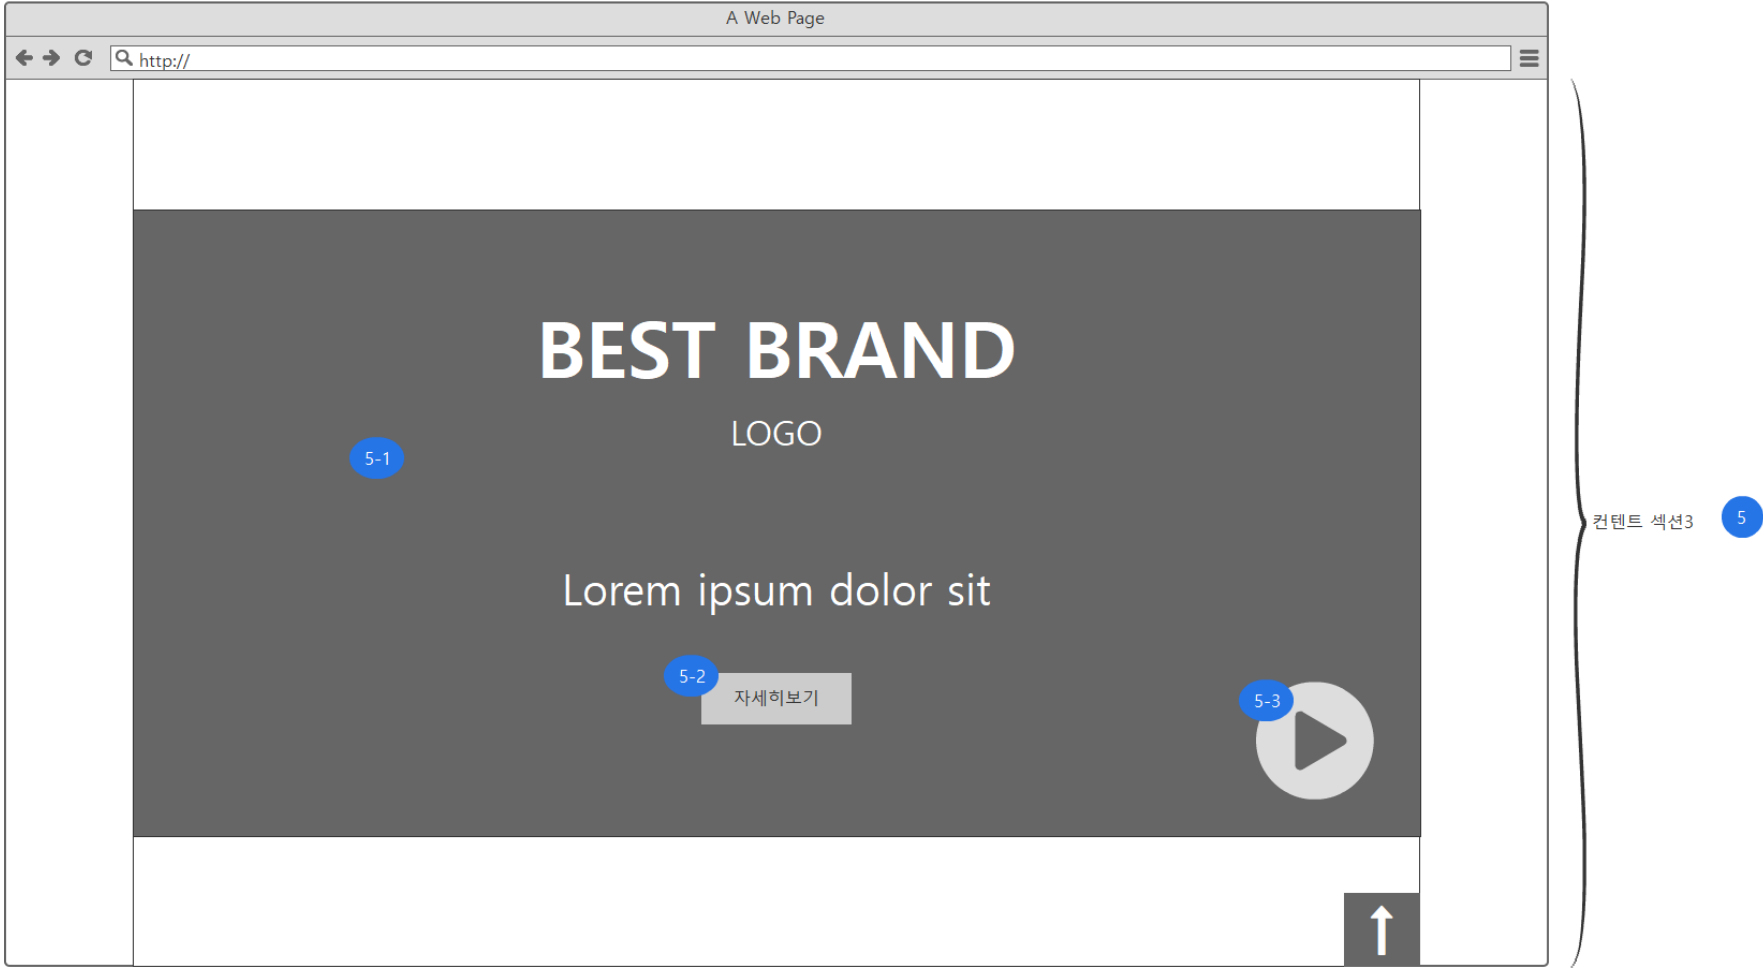 A Web Page
http://
BEST BRAND
LOGO
5-1
컨텐트 섹션3
5
Lorem ipsum dolor sit
5-2
자세히보기
5-3